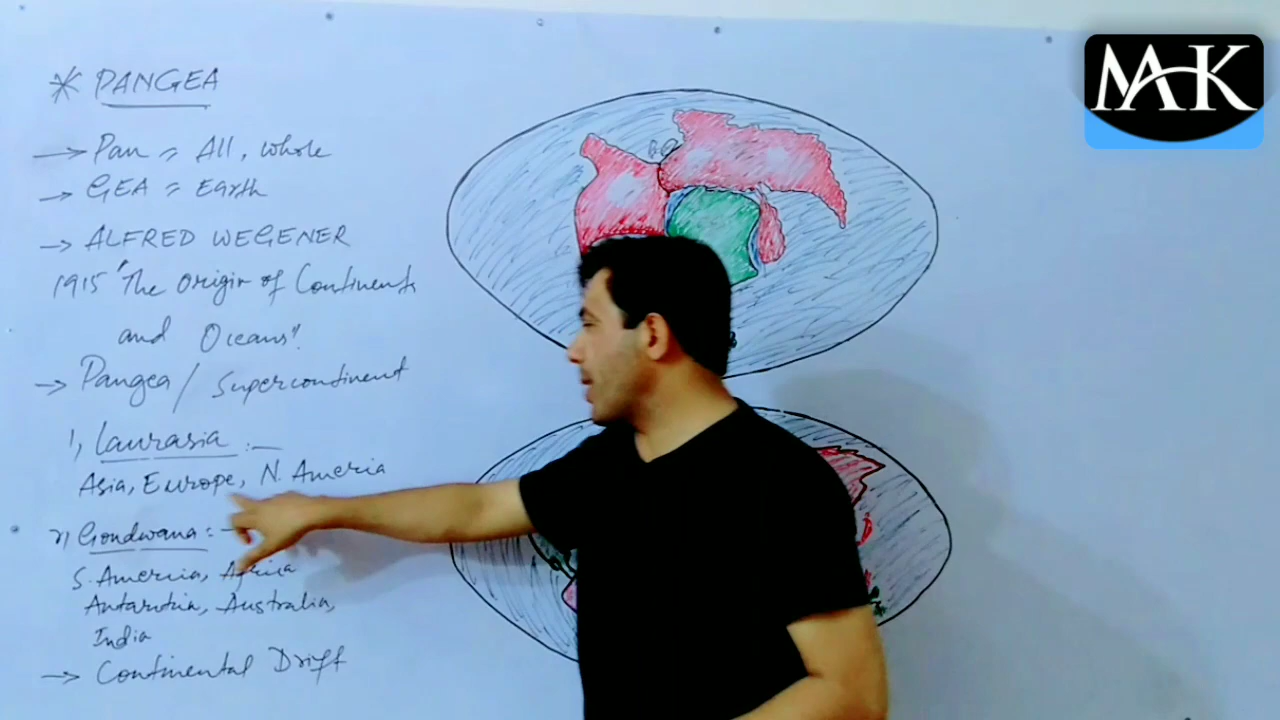 * PANGEA
→ Pan = All, whole
→ GEA = Earth
→ ALFRED WEGENER
1915 "The Origin of Continents
and Oceans".
→ Pangea / Supercontinent
1, Laurasia :-
Asia, Europe, N. America
2, Gondwana :-
S. America, Africa
Antarctia, Australia,
India
→ Continental Drift
MAK